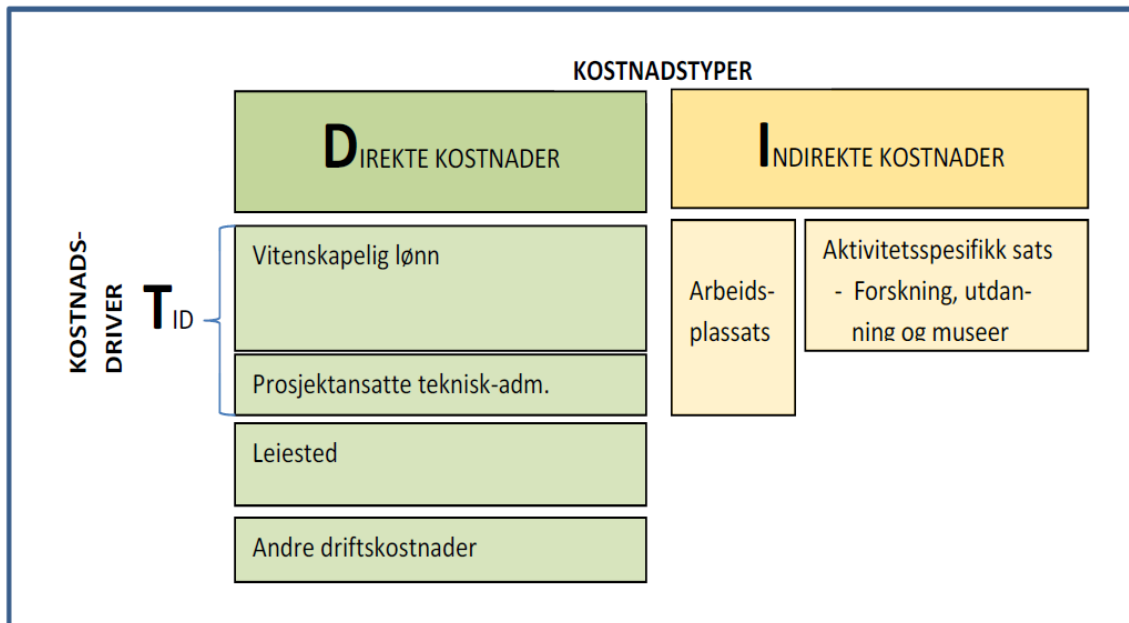 KOSTNADSTYPER
DIREKTE KOSTNADER
INDIREKTE KOSTNADER
KOSTNADS-
DRIVER
TID
Vitenskapelig lønn
Prosjektansatte teknisk-adm.
Leiested
Andre driftskostnader
Arbeids-
plassats
Aktivitetsspesifikk sats
- Forskning, utdan-
ning og museer